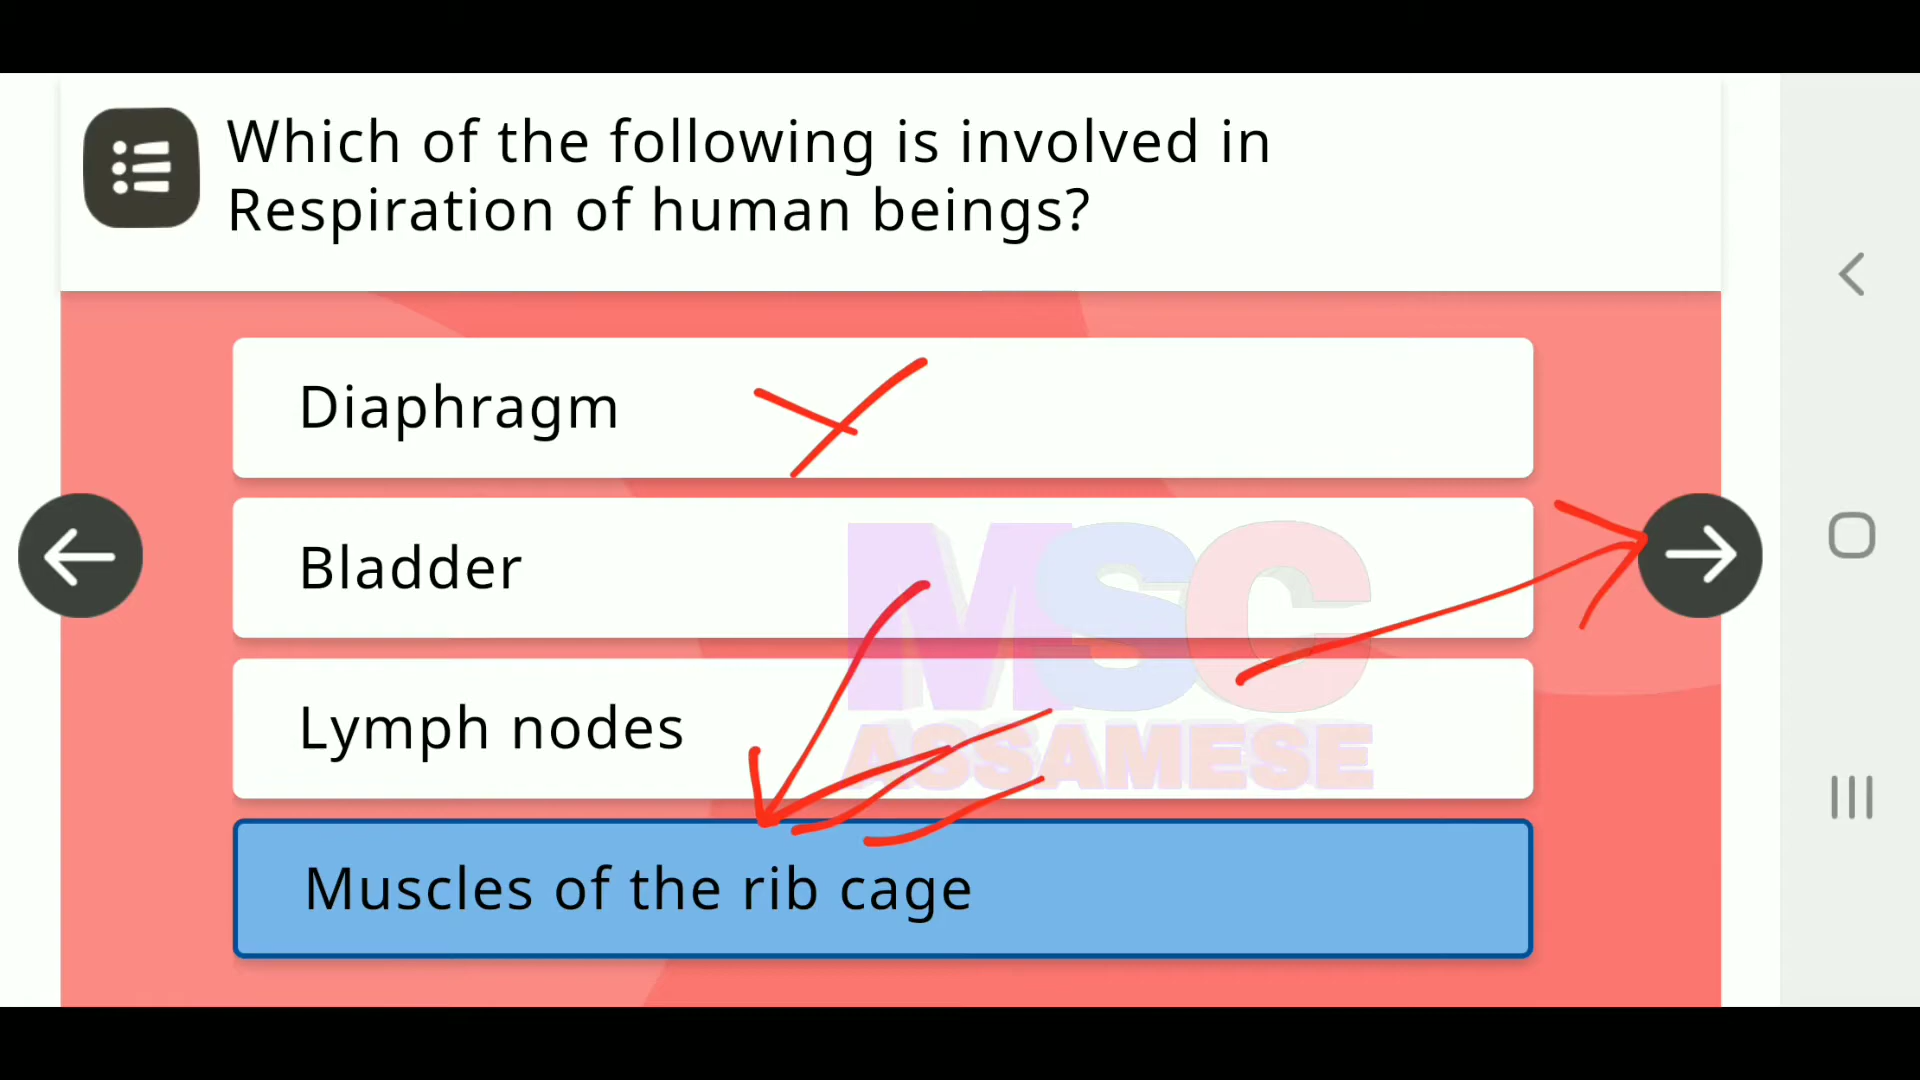 Which of the following is involved in
Respiration of human beings?
Diaphragm
Bladder
Lymph nodes
Muscles of the rib cage
MSC
ASSAMESE